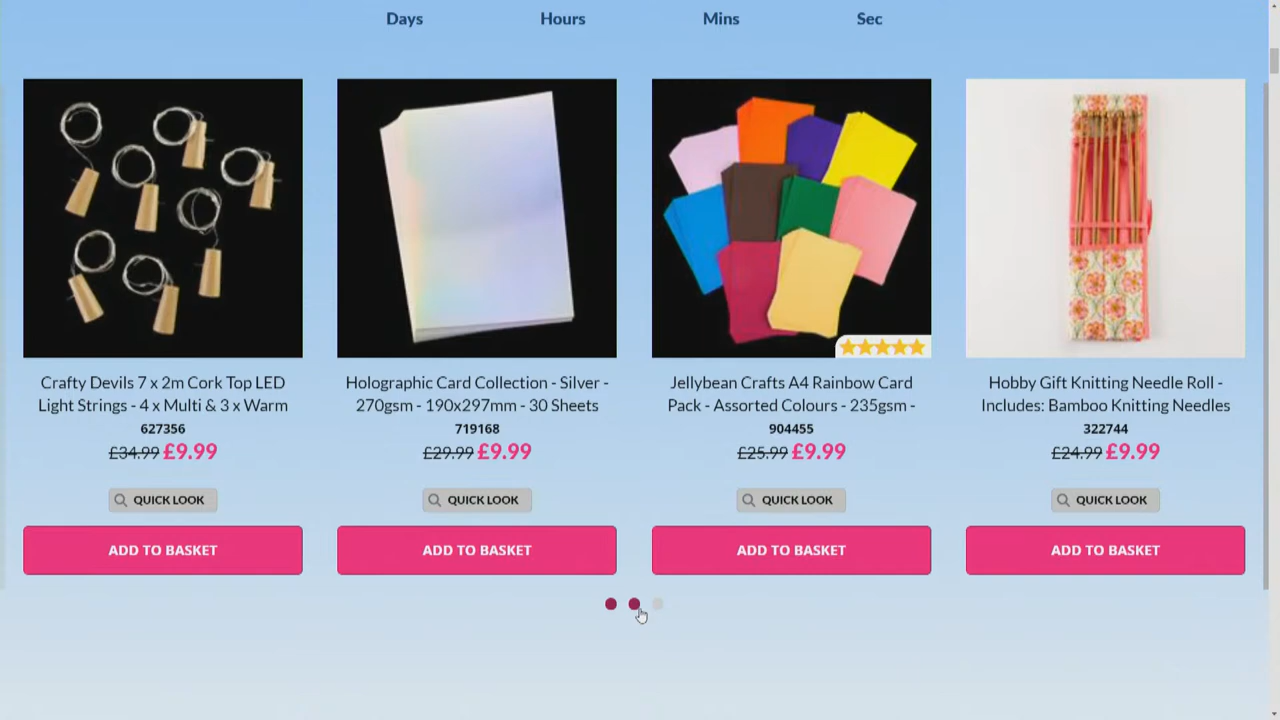 Days Hours Mins Sec
Crafty Devils 7 x 2m Cork Top LED
Light Strings - 4 x Multi & 3 x Warm
627356
£34.99 £9.99
QUICK LOOK
ADD TO BASKET
Holographic Card Collection - Silver -
270gsm - 190x297mm - 30 Sheets
719168
£29.99 £9.99
QUICK LOOK
ADD TO BASKET
Jellybean Crafts A4 Rainbow Card
Pack - Assorted Colours - 235gsm -
904455
£25.99 £9.99
QUICK LOOK
ADD TO BASKET
Hobby Gift Knitting Needle Roll -
Includes: Bamboo Knitting Needles
322744
£24.99 £9.99
QUICK LOOK
ADD TO BASKET